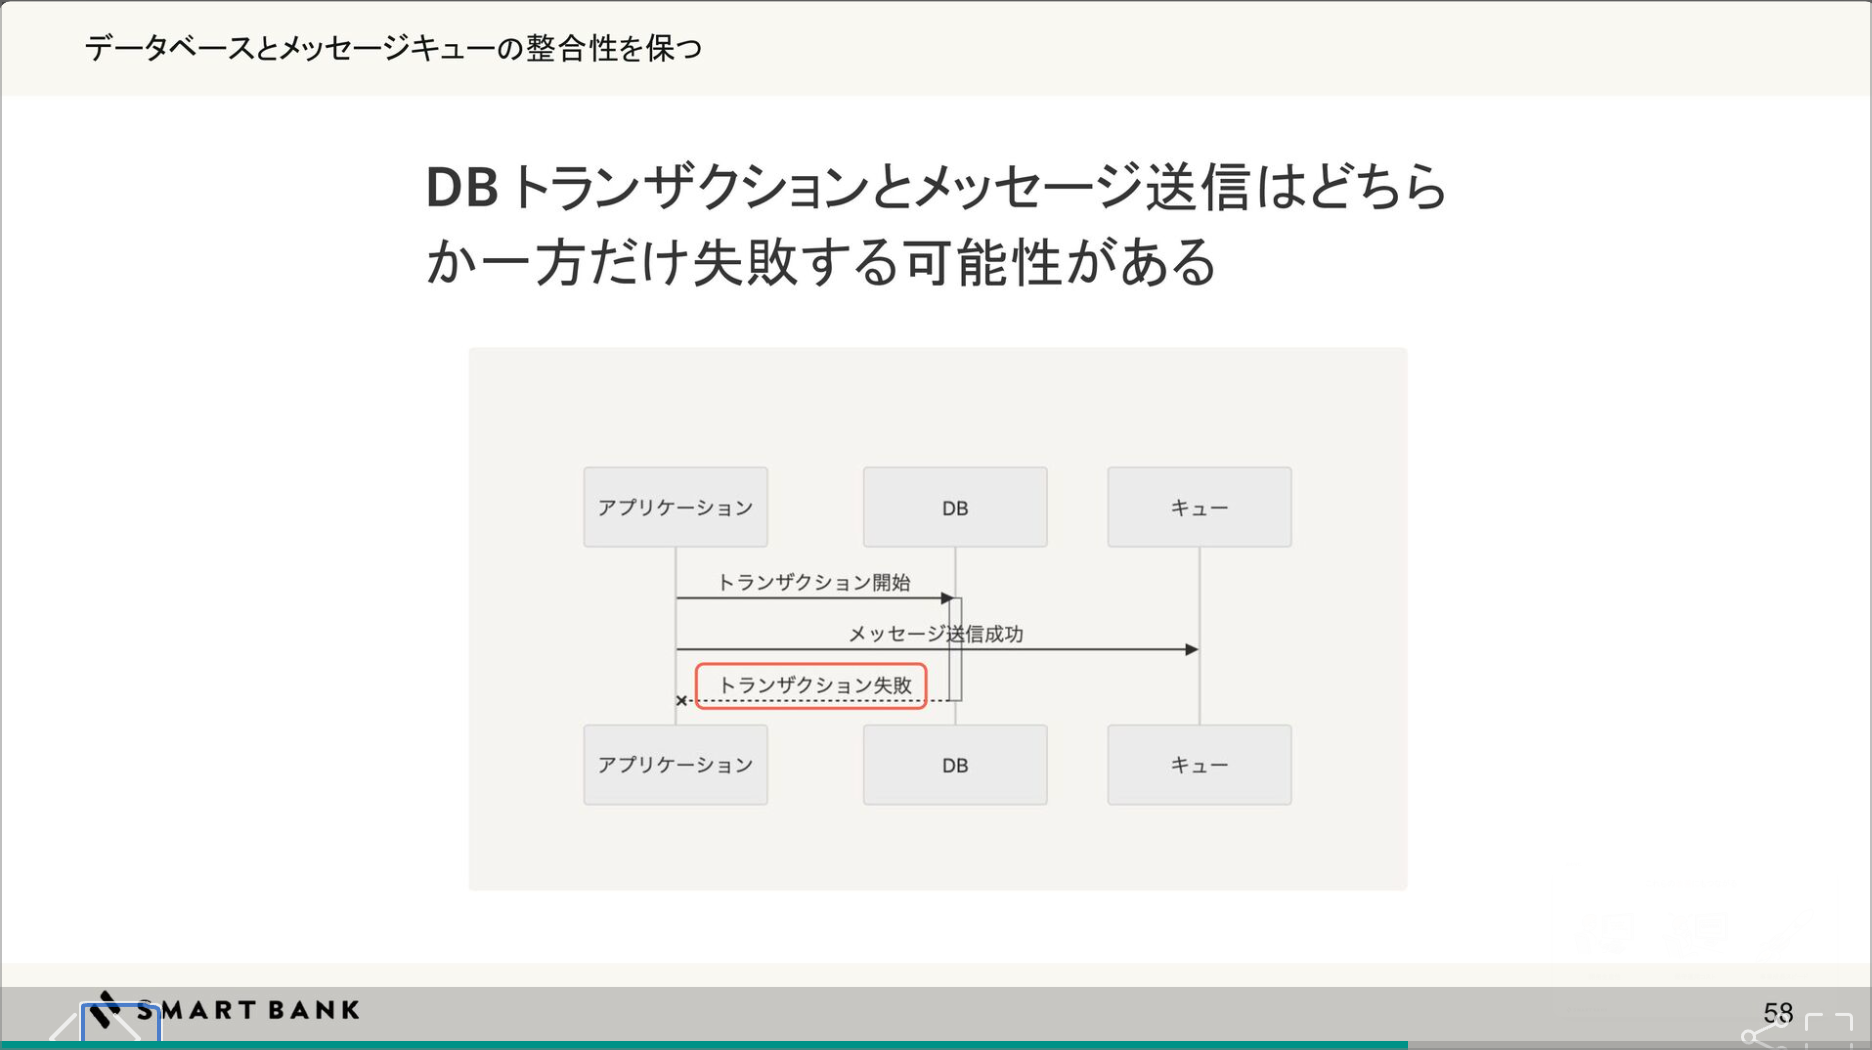 データベースとメッセージキューの整合性を保つ
DB トランザクションとメッセージ送信はどちら
か一方だけ失敗する可能性がある
アプリケーション
DB
キュー
トランザクション開始
メッセージ送信成功
トランザクション失敗
アプリケーション
DB
キュー
SMART BANK
58